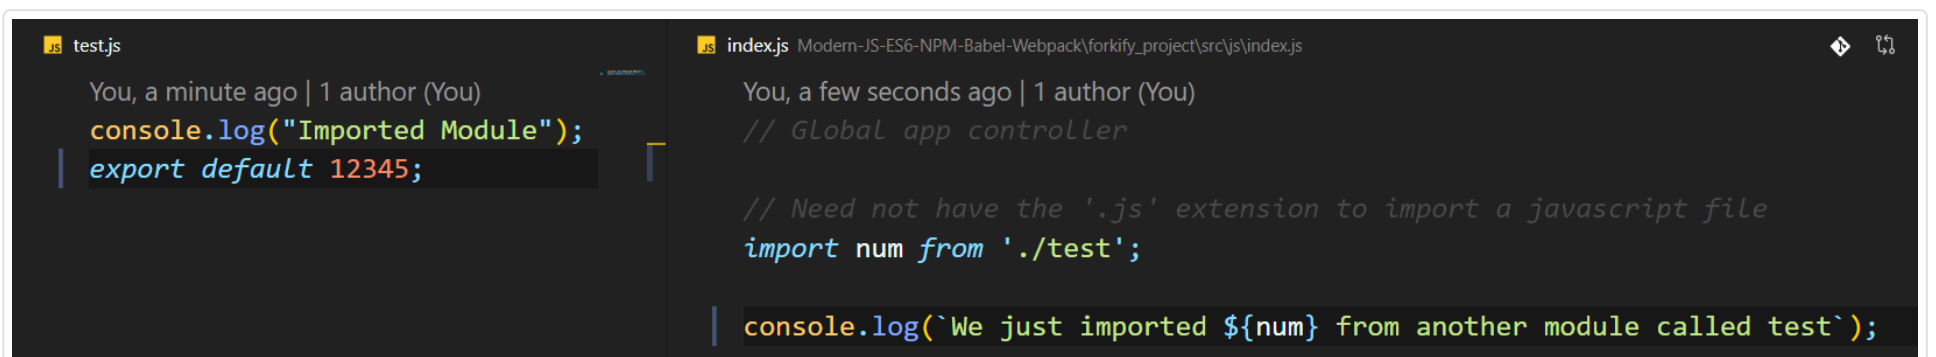 JS test.js
You, a minute ago | 1 author (You)
console.log("Imported Module");
export default 12345;
JS index.js Modern-JS-ES6-NPM-Babel-Webpack\forkify_project\src\js\index.js
You, a few seconds ago | 1 author (You)
// Global app controller
// Need not have the '.js' extension to import a javascript file
import num from './test';
console.log(`We just imported ${num} from another module called test`);